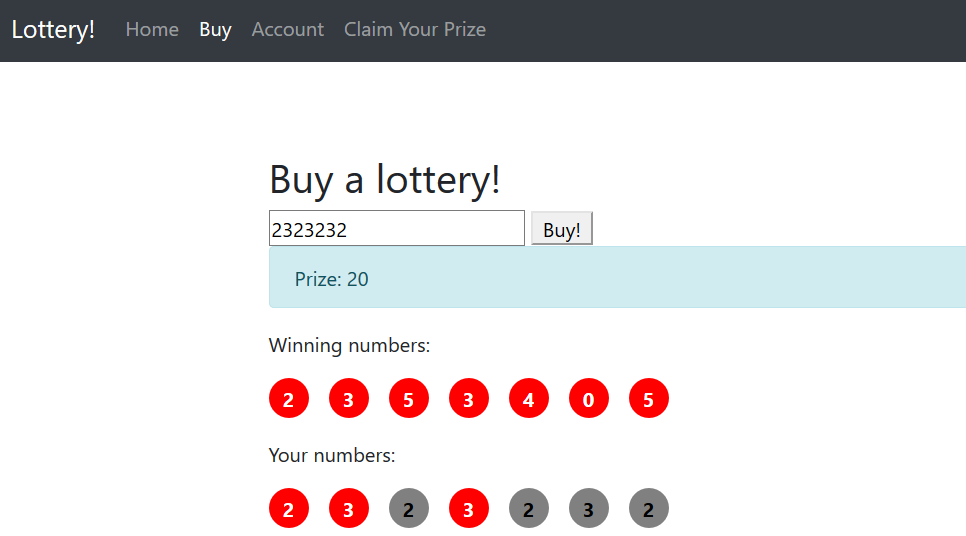 Lottery! Home Buy Account Claim Your Prize
Buy a lottery!
2323232 Buy!
Prize: 20
Winning numbers:
2 3 5 3 4 0 5
Your numbers:
2 3 2 3 2 3 2